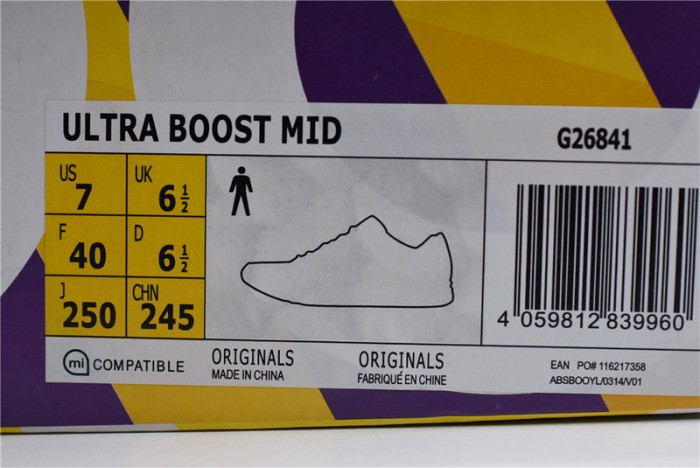 ULTRA BOOST MID G26841
US 7 UK 6 1/2
F 40 D 6 1/2
J 250 CHN 245
4 059812 839960
mi COMPATIBLE ORIGINALS ORIGINALS
MADE IN CHINA FABRIQUÉ EN CHINE
EAN PO# 116217358
ABSBOOYL/0314/V01